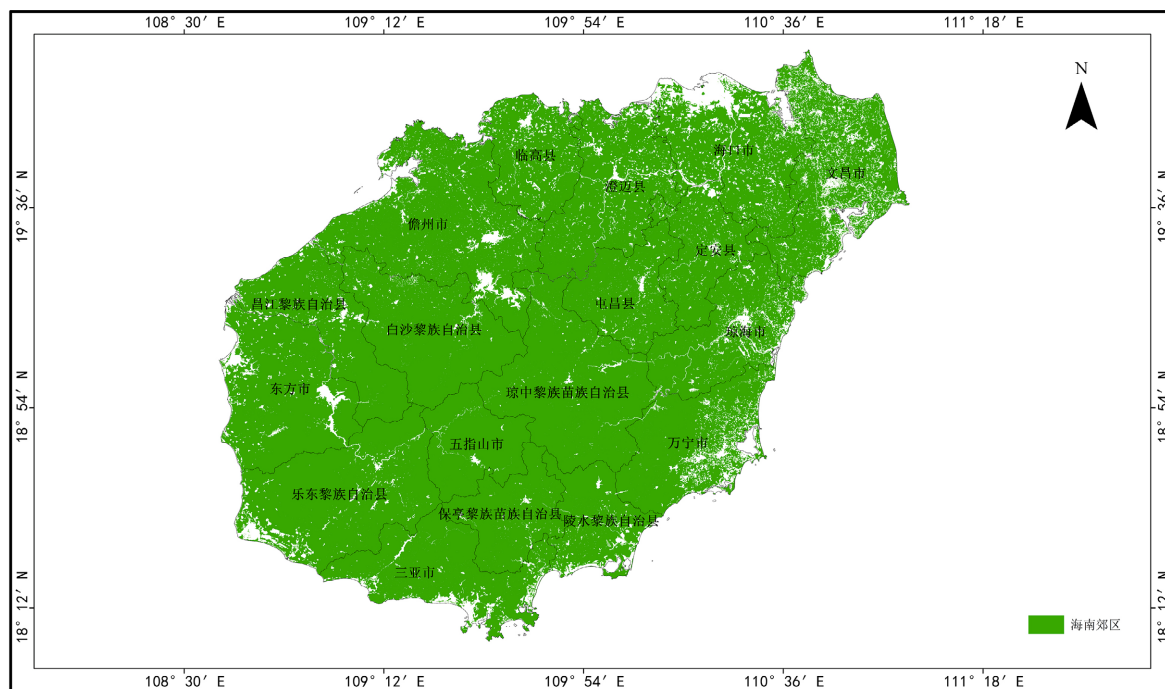 108° 30′ E
109° 12′ E
109° 54′ E
110° 36′ E
111° 18′ E
N
19° 36′ N
19° 36′ N
临高县
海口市
澄迈县
文昌市
儋州市
定安县
昌江黎族自治县
屯昌县
白沙黎族自治县
琼海市
东方市
琼中黎族苗族自治县
18° 54′ N
18° 54′ N
五指山市
万宁市
乐东黎族自治县
保亭黎族苗族自治县
陵水黎族自治县
三亚市
18° 12′ N
18° 12′ N
海南郊区
108° 30′ E
109° 12′ E
109° 54′ E
110° 36′ E
111° 18′ E